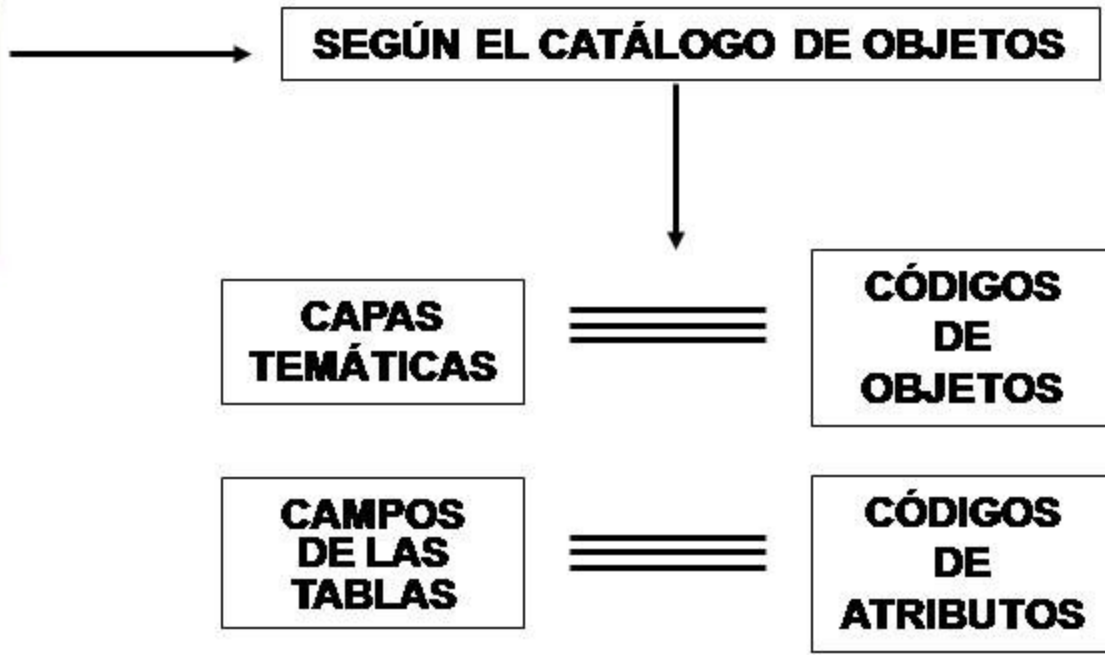 SEGÚN EL CATÁLOGO DE OBJETOS
CAPAS
TEMÁTICAS
CÓDIGOS
DE
OBJETOS
CAMPOS
DE LAS
TABLAS
CÓDIGOS
DE
ATRIBUTOS